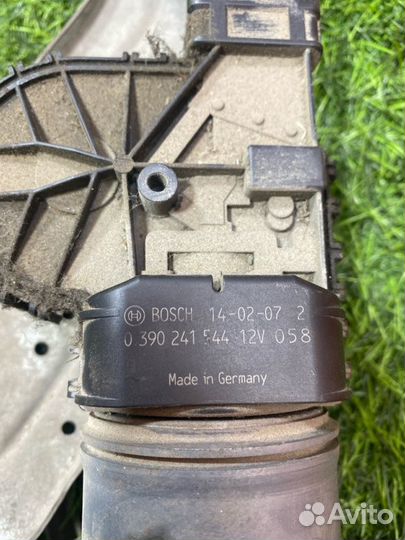 BOSCH 14-02-07 2
0 390 241 544 12V 058
Made in Germany
Avito